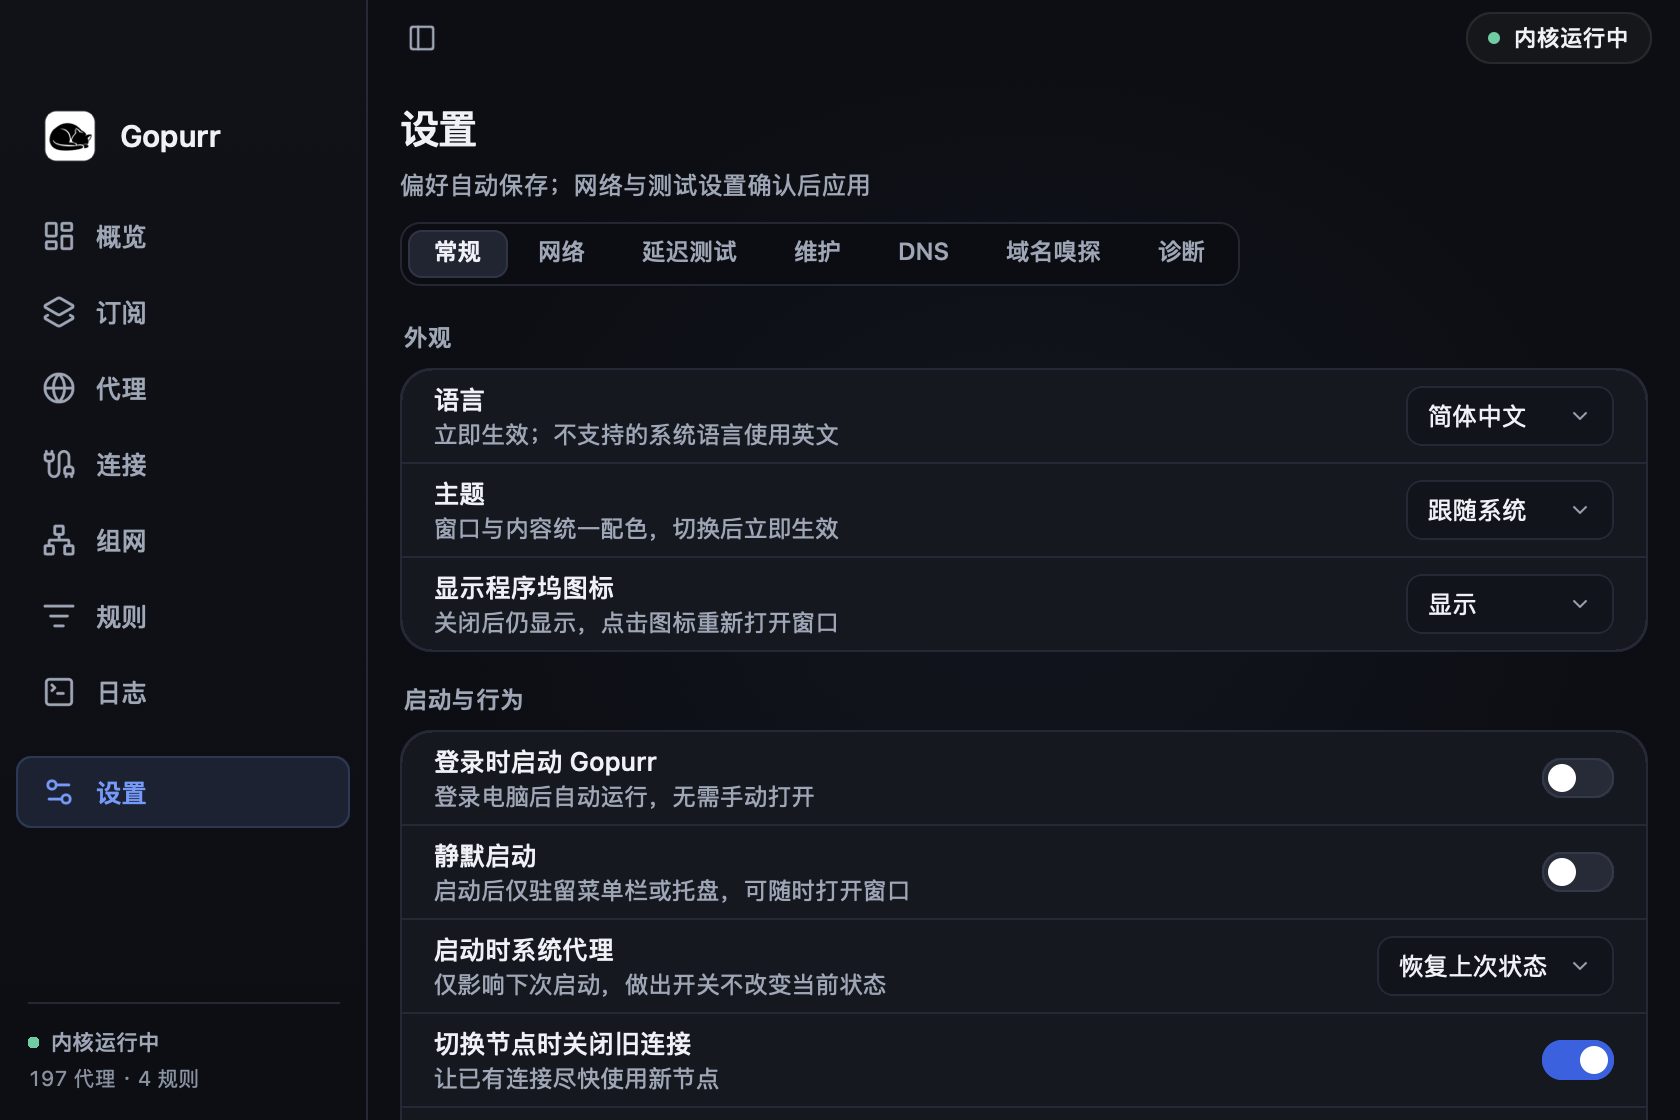 内核运行中
Gopurr
概览
订阅
代理
连接
组网
规则
日志
设置
内核运行中
197 代理 · 4 规则
设置
偏好自动保存；网络与测试设置确认后应用
常规 网络 延迟测试 维护 DNS 域名嗅探 诊断
外观
语言
立即生效；不支持的系统语言使用英文
简体中文
主题
窗口与内容统一配色，切换后立即生效
跟随系统
显示程序坞图标
关闭后仍显示，点击图标重新打开窗口
显示
启动与行为
登录时启动 Gopurr
登录电脑后自动运行，无需手动打开
静默启动
启动后仅驻留菜单栏或托盘，可随时打开窗口
启动时系统代理
仅影响下次启动，做出开关不改变当前状态
恢复上次状态
切换节点时关闭旧连接
让已有连接尽快使用新节点